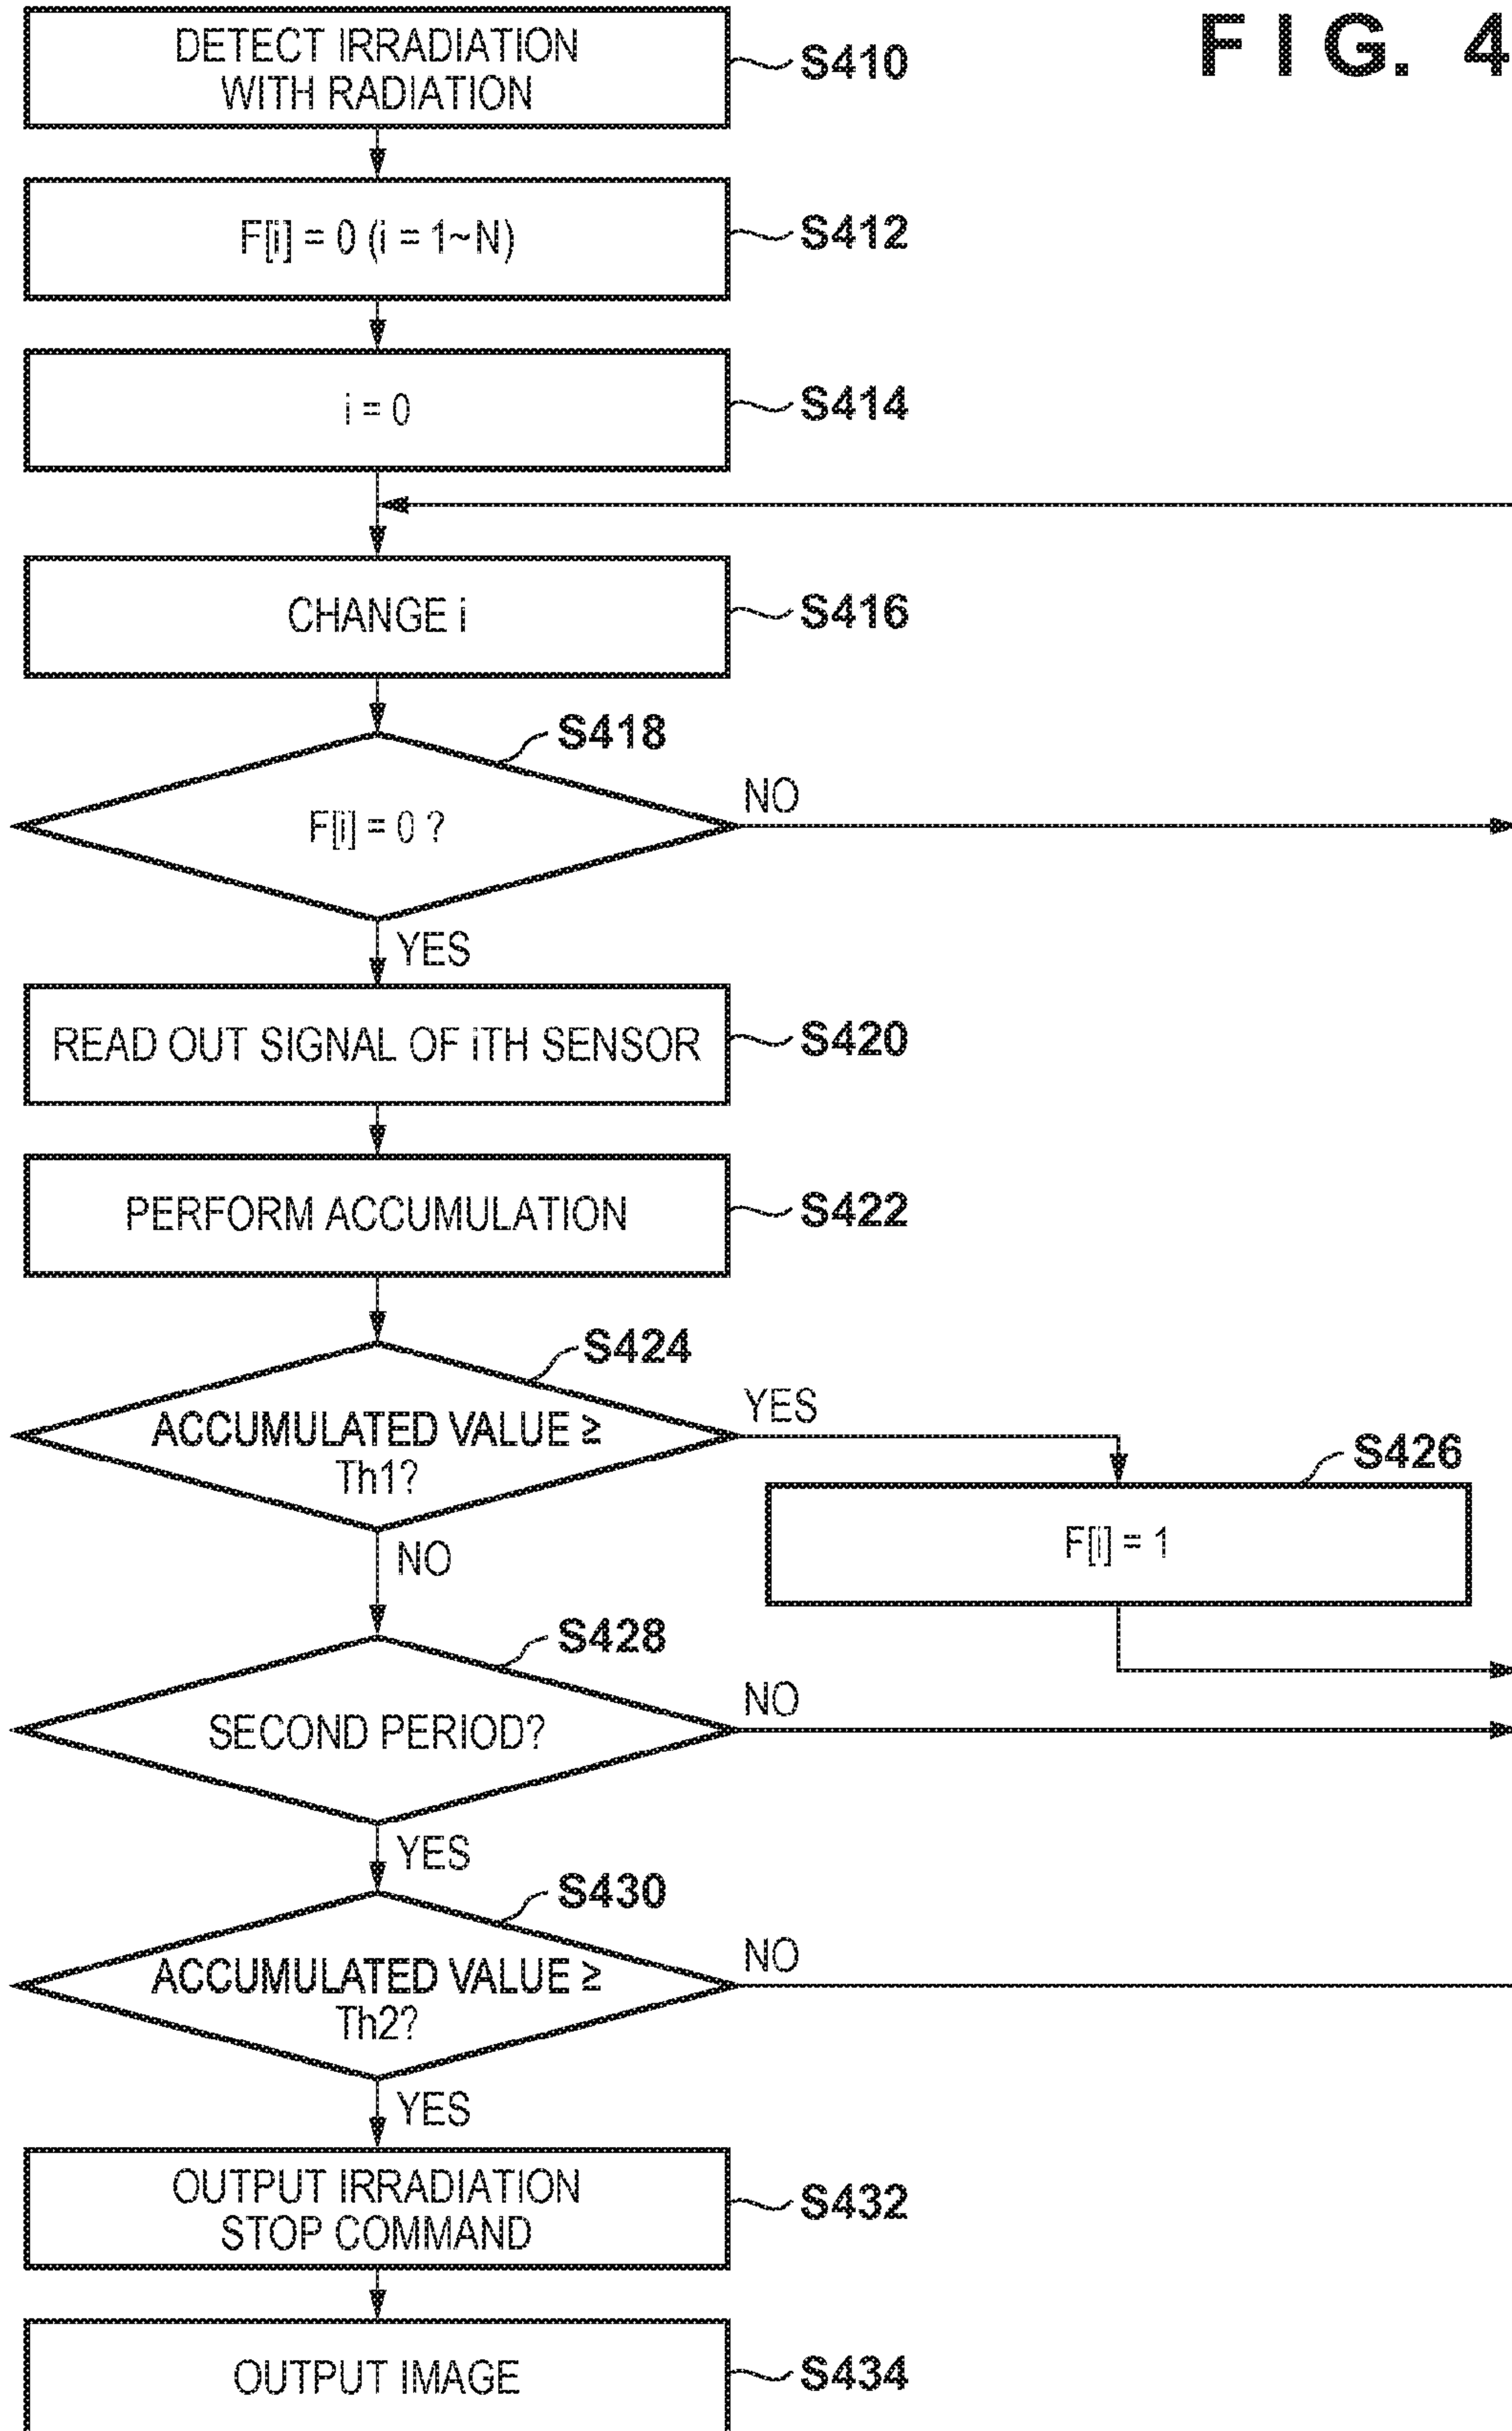 FIG. 4
DETECT IRRADIATION
WITH RADIATION
S410
F[i] = 0 (i = 1~N)
S412
i = 0
S414
CHANGE i
S416
S418
F[i] = 0 ?
NO
YES
READ OUT SIGNAL OF iTH SENSOR
S420
PERFORM ACCUMULATION
S422
S424
ACCUMULATED VALUE ≥
Th1?
YES
S426
F[i] = 1
NO
S428
SECOND PERIOD?
NO
YES
S430
ACCUMULATED VALUE ≥
Th2?
NO
YES
OUTPUT IRRADIATION
STOP COMMAND
S432
OUTPUT IMAGE
S434